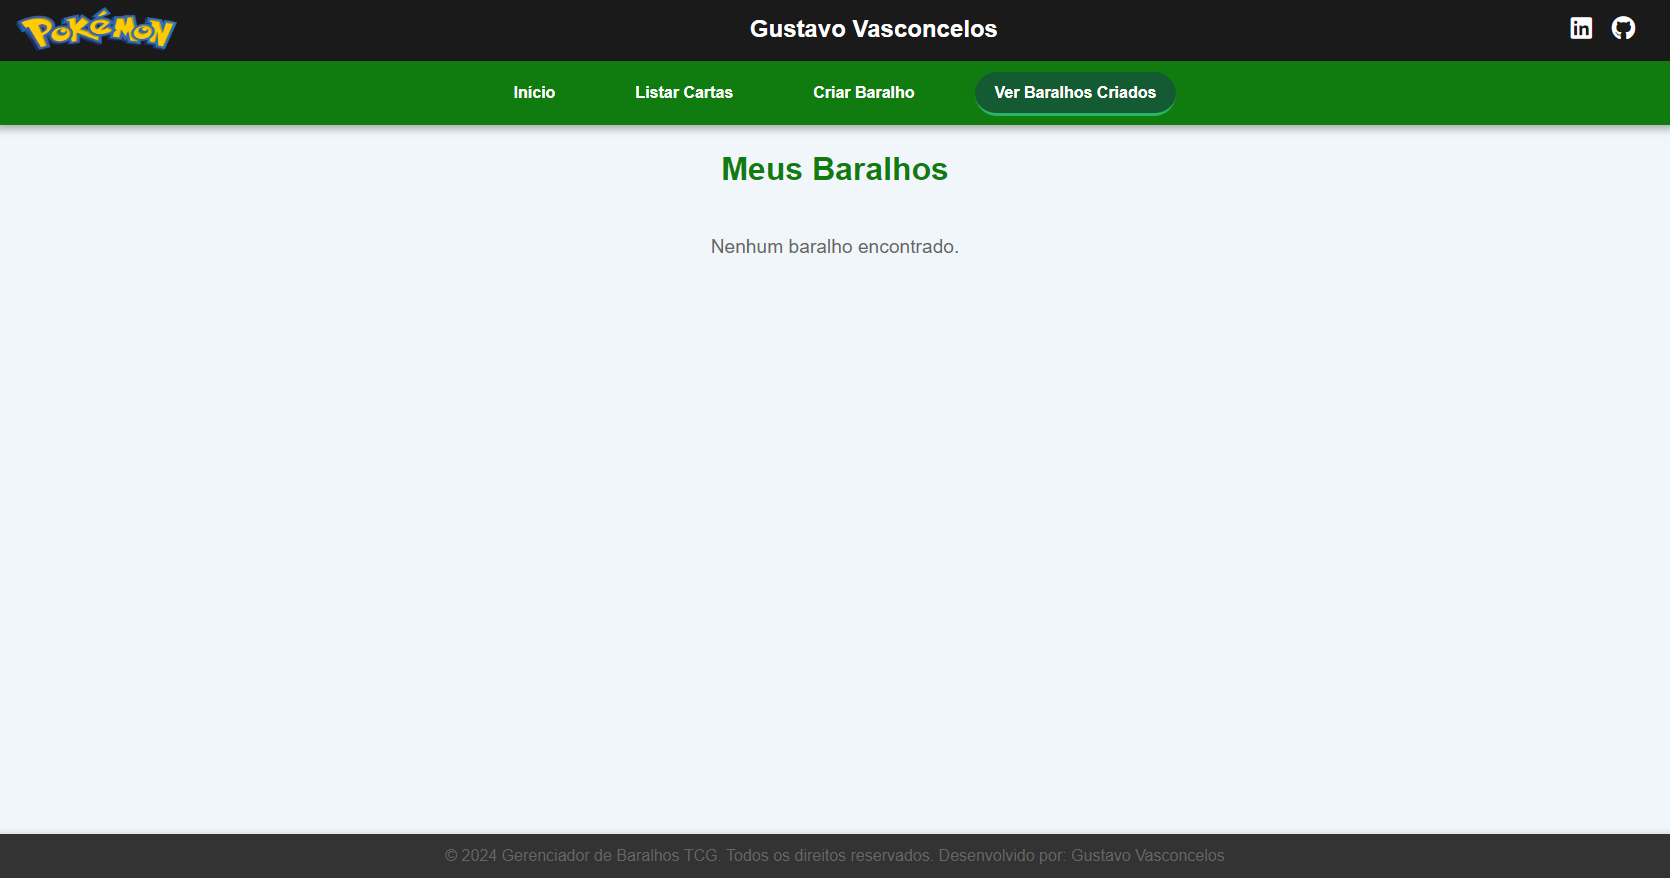 Pokémon
Gustavo Vasconcelos
Início
Listar Cartas
Criar Baralho
Ver Baralhos Criados
Meus Baralhos
Nenhum baralho encontrado.
© 2024 Gerenciador de Baralhos TCG. Todos os direitos reservados. Desenvolvido por: Gustavo Vasconcelos